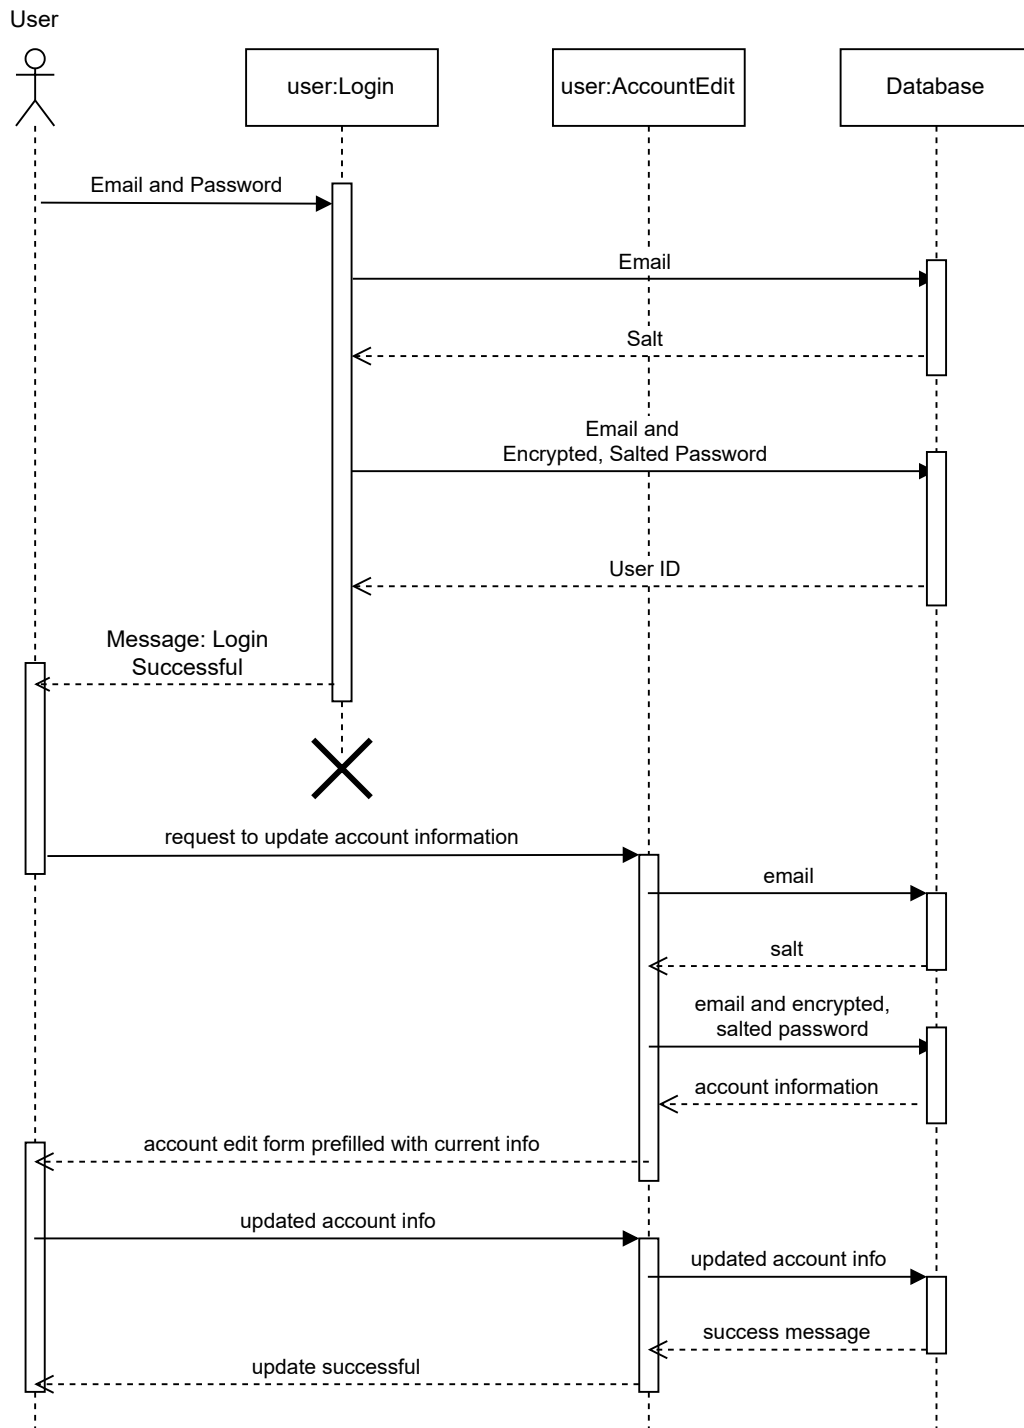 User
user:Login
user:AccountEdit
Database
Email and Password
Email
Salt
Email and
Encrypted, Salted Password
User ID
Message: Login
Successful
request to update account information
email
salt
email and encrypted,
salted password
account information
account edit form prefilled with current info
updated account info
updated account info
success message
update successful